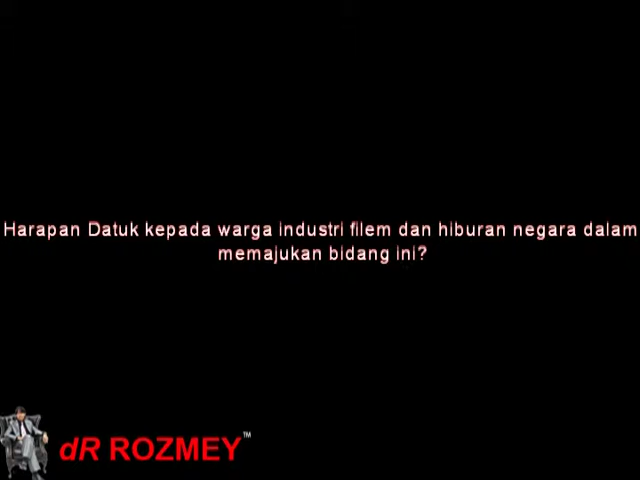 Harapan Datuk kepada warga industri filem dan hiburan negara dalam
memajukan bidang ini?
dR ROZMEY™